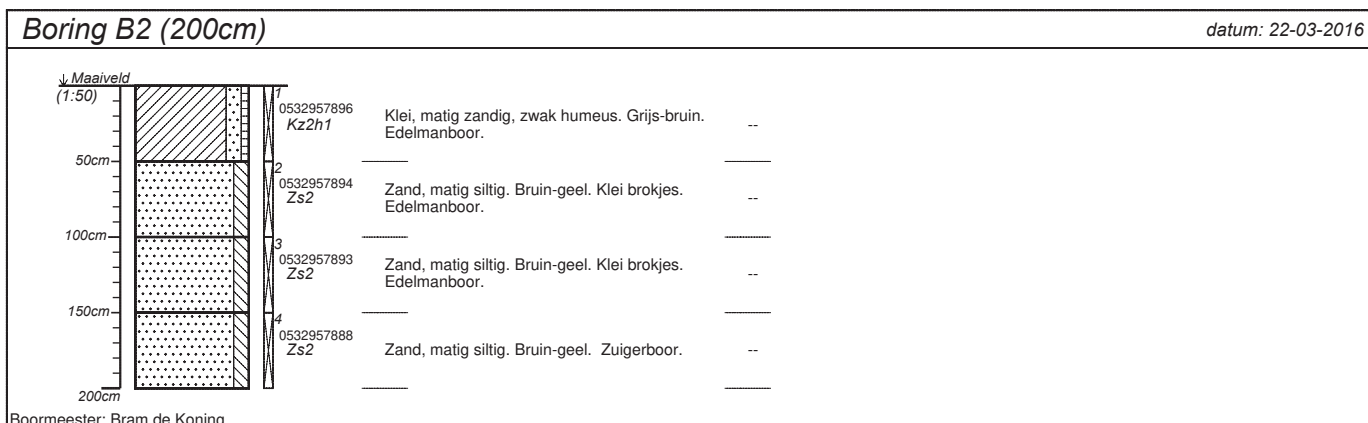 Boring B2 (200cm)
datum: 22-03-2016
Maaiveld
(1:50)
1
0532957896
Kz2h1
Klei, matig zandig, zwak humeus. Grijs-bruin.
Edelmanboor.
--
50cm
2
0532957894
Zs2
Zand, matig siltig. Bruin-geel. Klei brokjes.
Edelmanboor.
--
100cm
3
0532957893
Zs2
Zand, matig siltig. Bruin-geel. Klei brokjes.
Edelmanboor.
--
150cm
4
0532957888
Zs2
Zand, matig siltig. Bruin-geel. Zuigerboor.
--
200cm
Boormeester: Bram de Koning